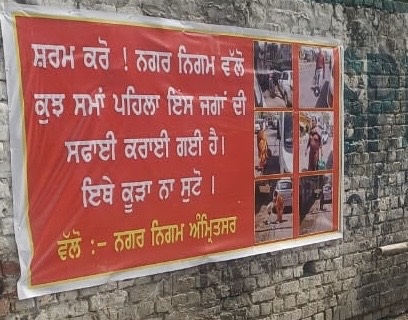 ਸ਼ਰਮ ਕਰੋ ! ਨਗਰ ਨਿਗਮ ਵੱਲੋ
ਕੁਝ ਸਮਾਂ ਪਹਿਲਾ ਇਸ ਜਗਾਂ ਦੀ
ਸਫਾਈ ਕਰਾਈ ਗਈ ਹੈ।
ਇਥੇ ਕੂੜਾ ਨਾ ਸੁਟੋ ।
ਵੱਲੋ :- ਨਗਰ ਨਿਗਮ ਅੰਮ੍ਰਿਤਸਰ